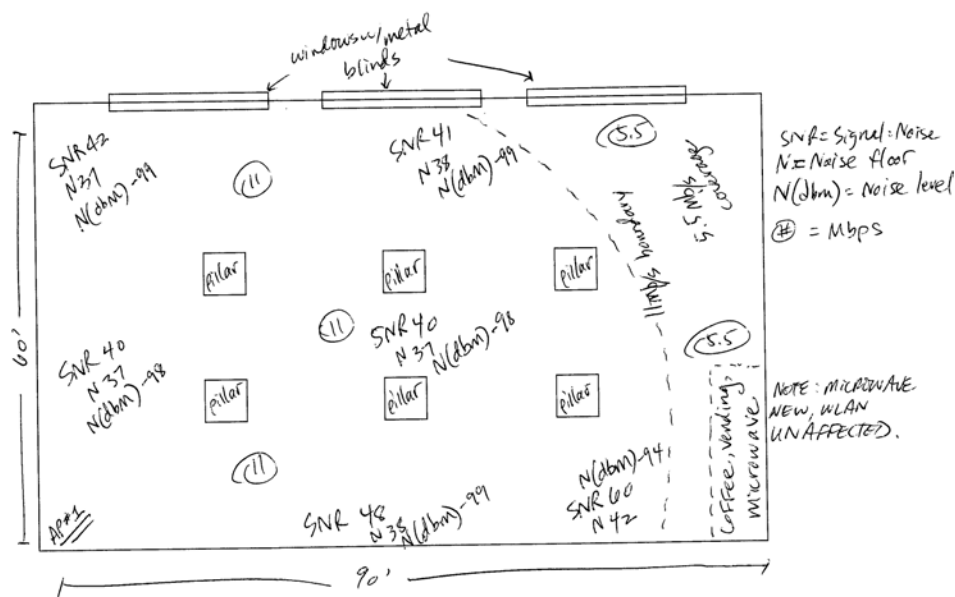 windows w/metal
blinds
SNR 42
N 37
N(dbm)-99
11
SNR 41
N 38
N(dbm)-99
5.5
5.5 Mb/s
coverage
SNR = Signal:Noise
N = Noise floor
N(dbm) = Noise level
# = Mbps
60'
pillar
pillar
pillar
11 Mb/s boundary
11
SNR 40
N 37
N(dbm)-98
5.5
SNR 40
N 37
N(dbm)-98
pillar
pillar
pillar
Coffee, vending,
microwave
NOTE: MICROWAVE
NEW, WLAN
UNAFFECTED.
11
AP#1
SNR 48
N 38
N(dbm)-99
N(dbm)-94
SNR 60
N 42
90'